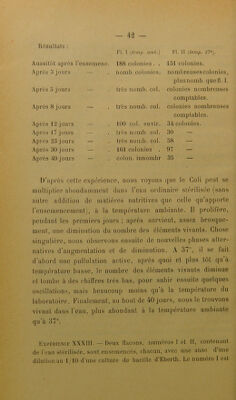 — 42 —
Résultats :
Fl. I (temp. amb.) Fl. II (temp. 37°).
Aussitôt après l'ensemenc. 188 colonies . . 151 colonies.
Après 3 jours — . nomb. colonies, nombreuses colonies,
plus nomb. que fl. I.
Après 5 jours — . très nomb. col. colonies nombreuses
comptables.
Après 8 jours — . très nomb. col. colonies nombreuses
comptables.
Après 12 jours — . 100 col. envir. 34 colonies.
Après 17 jours — . très nomb. col. 30 —
Après 23 jours — . très nomb. col. 58 —
Après 30 jours — . 161 colonies . 97 —
Après 40 jours — . colon. innombr 35 —
D'après cette expérience, nous voyons que le Coli peut se
multiplier abondamment dans l'eau ordinaire stérilisée (sans
autre addition de matières nutritives que celle qu'apporte
l'ensemencement), à la température ambiante. Il prolifère,
pendant les premiers jours ; après survient, assez brusque-
ment, une diminution du nombre des éléments vivants. Chose
singulière, nous observons ensuite de nouvelles phases alter-
natives d'augmentation et de diminution. A 37°, il se fait
d'abord une pullulation active, après quoi et plus tôt qu'à
température basse, le nombre des éléments vivants diminue
et tombe à des chiffres très bas, pour subir ensuite quelques
oscillations, mais beaucoup moins qu'à la température du
laboratoire. Finalement, au bout de 40 jours, nous le trouvons
vivant dans l'eau, plus abondant à la température ambiante
qu'à 37°.
Expérience XXXIII. — Deux flacons, numéros I et II, contenant
de l'eau stérilisée, sont ensemencés, chacun, avec une anse d'une
dilution au 1/10 d'une culture de bacille d'Eberth. Le numéro I est